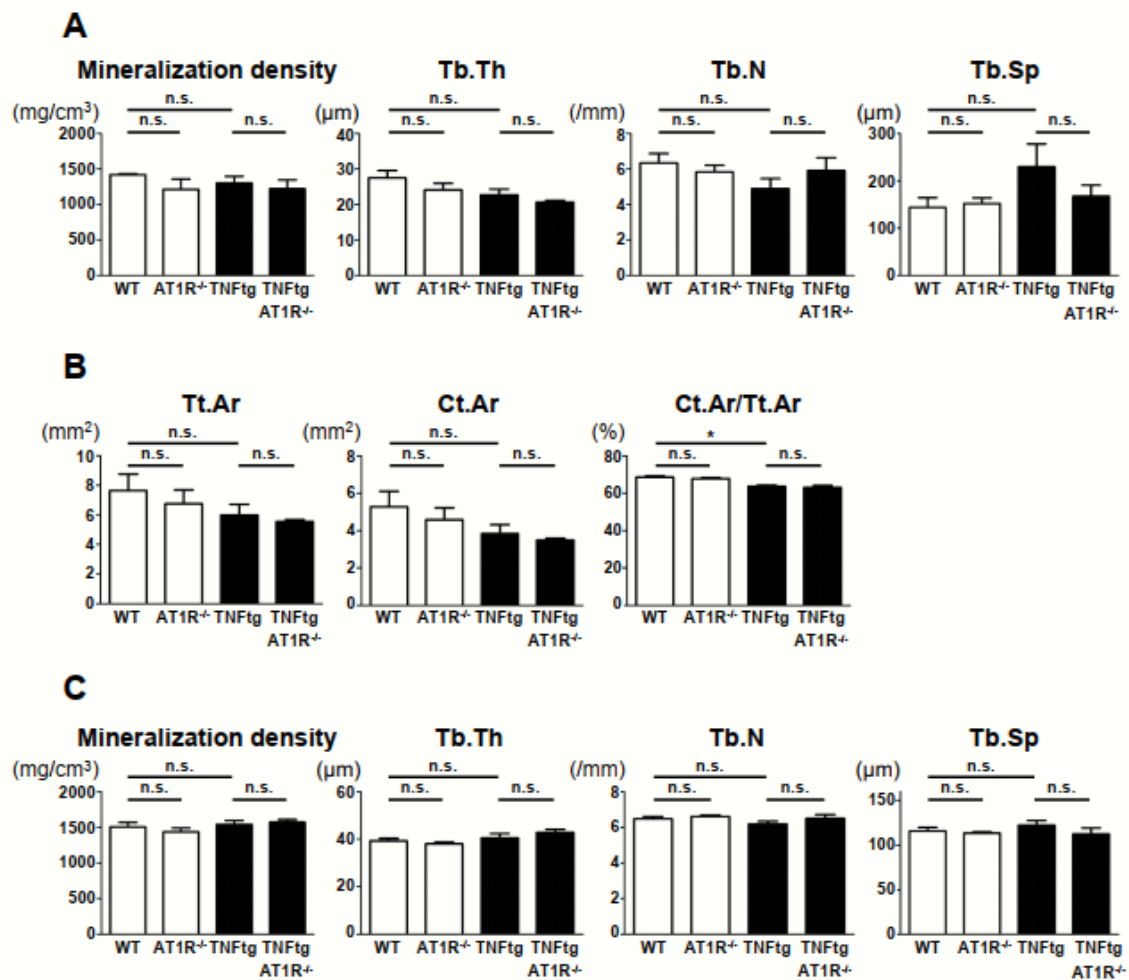 A
Mineralization density Tb.Th Tb.N Tb.Sp
(mg/cm³) n.s. (µm) n.s. (/mm) n.s. (µm) n.s.
n.s. n.s. n.s. n.s. n.s. n.s. n.s. n.s.
2000 40 8 300
1500 30 6 200
1000 20 4 100
500 10 2
0 0 0 0
WT AT1R-/- TNFtg TNFtg WT AT1R-/- TNFtg TNFtg WT AT1R-/- TNFtg TNFtg WT AT1R-/- TNFtg TNFtg
AT1R-/- AT1R-/- AT1R-/- AT1R-/-
B
Tt.Ar Ct.Ar Ct.Ar/Tt.Ar
(mm²) n.s. (mm²) n.s. (%) *
n.s. n.s. n.s. n.s. n.s. n.s.
10 8 80
8 6 60
6 4 40
4 2 20
2
0 0 0
WT AT1R-/- TNFtg TNFtg WT AT1R-/- TNFtg TNFtg WT AT1R-/- TNFtg TNFtg
AT1R-/- AT1R-/- AT1R-/-
C
Mineralization density Tb.Th Tb.N Tb.Sp
(mg/cm³) n.s. (µm) n.s. (/mm) n.s. (µm) n.s.
n.s. n.s. n.s. n.s. n.s. n.s. n.s. n.s.
2000 60 8 150
1500 40 6 100
1000 20 4 50
500 2
0 0 0 0
WT AT1R-/- TNFtg TNFtg WT AT1R-/- TNFtg TNFtg WT AT1R-/- TNFtg TNFtg WT AT1R-/- TNFtg TNFtg
AT1R-/- AT1R-/- AT1R-/- AT1R-/-